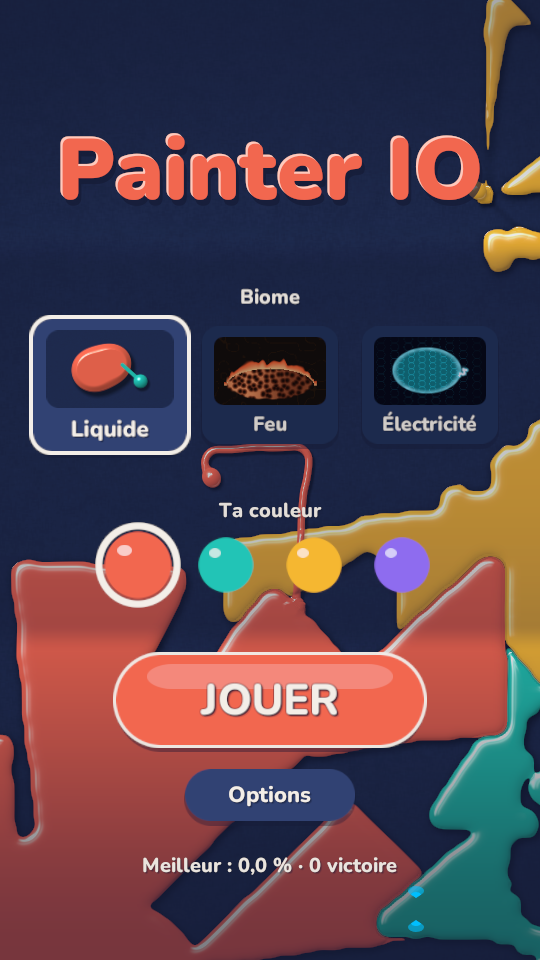 Painter IO
Biome
Liquide
Feu
Électricité
Ta couleur
JOUER
Options
Meilleur : 0,0 % · 0 victoire